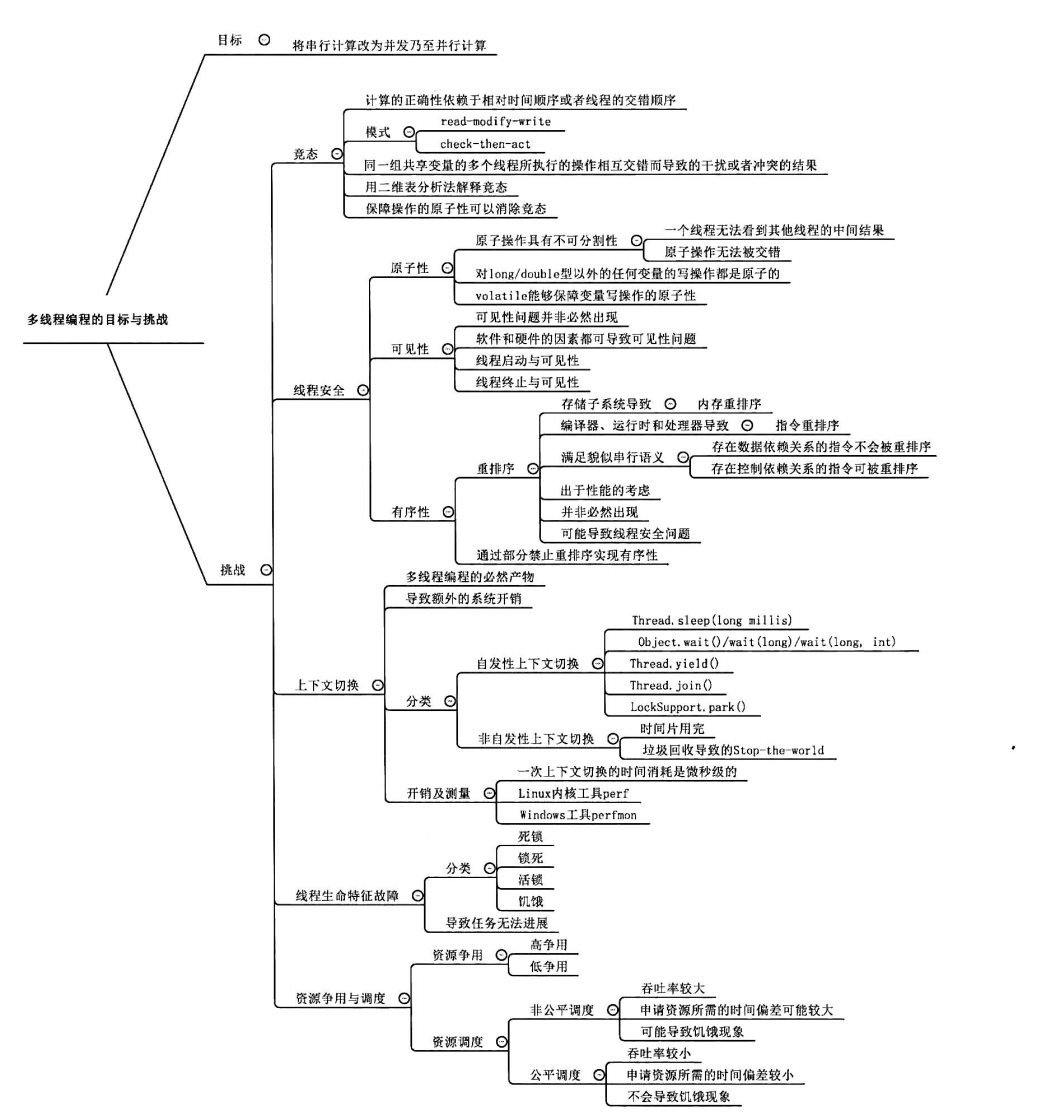 目标
将串行计算改为并发乃至并行计算
计算的正确性依赖于相对时间顺序或者线程的交错顺序
模式
read-modify-write
check-then-act
竞态
同一组共享变量的多个线程所执行的操作相互交错而导致的干扰或者冲突的结果
用二维表分析法解释竞态
保障操作的原子性可以消除竞态
原子操作具有不可分割性
一个线程无法看到其他线程的中间结果
原子操作无法被交错
原子性
对long/double型以外的任何变量的写操作都是原子的
volatile能够保障变量写操作的原子性
多线程编程的目标与挑战
可见性问题并非必然出现
软件和硬件的因素都可导致可见性问题
可见性
线程启动与可见性
线程终止与可见性
线程安全
存储子系统导致
内存重排序
编译器、运行时和处理器导致
指令重排序
满足貌似串行语义
存在数据依赖关系的指令不会被重排序
存在控制依赖关系的指令可被重排序
重排序
出于性能的考虑
并非必然出现
可能导致线程安全问题
有序性
通过部分禁止重排序实现有序性
挑战
多线程编程的必然产物
导致额外的系统开销
Thread.sleep(long millis)
Object.wait()/wait(long)/wait(long, int)
自发性上下文切换
Thread.yield()
Thread.join()
LockSupport.park()
上下文切换
分类
时间片用完
非自发性上下文切换
垃圾回收导致的Stop-the-world
一次上下文切换的时间消耗是微秒级的
开销及测量
Linux内核工具perf
Windows工具perfmon
死锁
锁死
分类
活锁
饥饿
线程生命特征故障
导致任务无法进展
高争用
资源争用
低争用
资源争用与调度
吞吐率较大
非公平调度
申请资源所需的时间偏差可能较大
可能导致饥饿现象
资源调度
吞吐率较小
公平调度
申请资源所需的时间偏差较小
不会导致饥饿现象